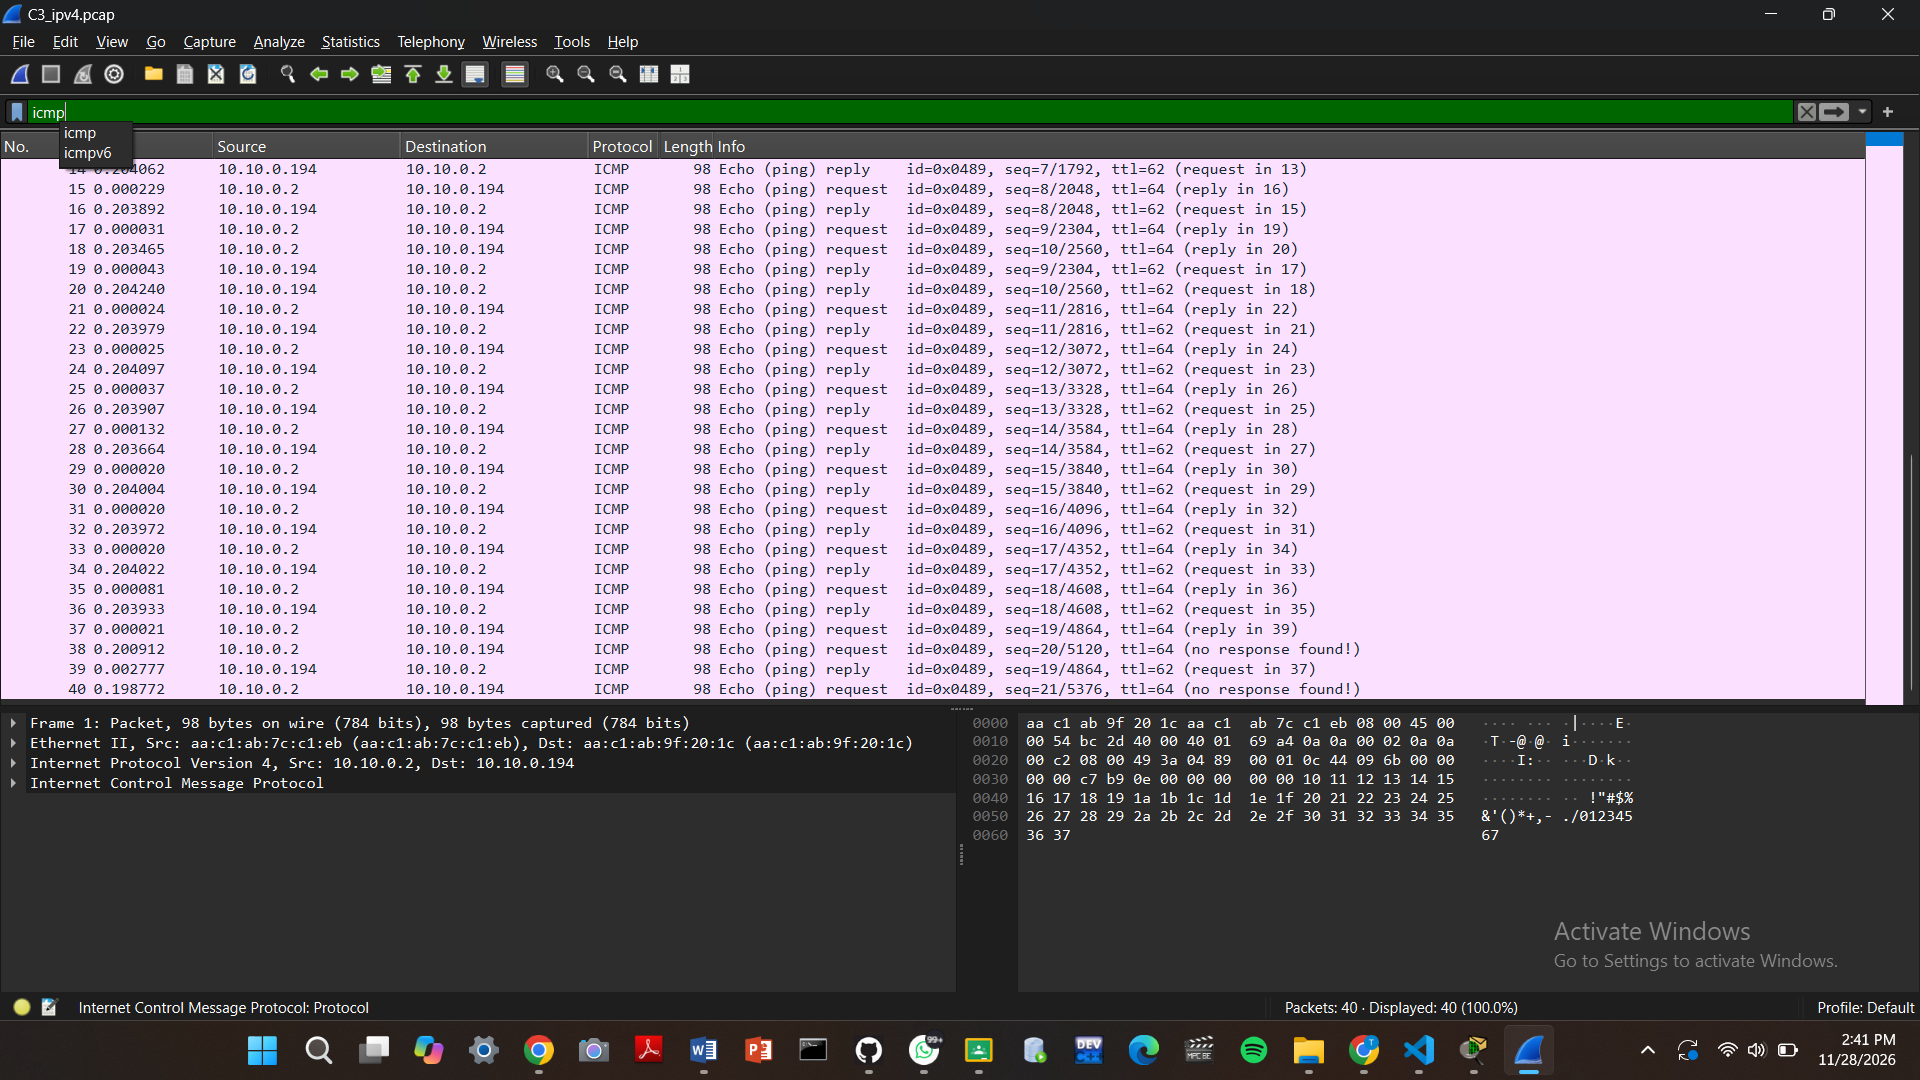 C3_ipv4.pcap
File Edit View Go Capture Analyze Statistics Telephony Wireless Tools Help
icmp
icmp
icmpv6
No. Source Destination Protocol Length Info
14 0.204062 10.10.0.194 10.10.0.2 ICMP 98 Echo (ping) reply id=0x0489, seq=7/1792, ttl=62 (request in 13)
15 0.000229 10.10.0.2 10.10.0.194 ICMP 98 Echo (ping) request id=0x0489, seq=8/2048, ttl=64 (reply in 16)
16 0.203892 10.10.0.194 10.10.0.2 ICMP 98 Echo (ping) reply id=0x0489, seq=8/2048, ttl=62 (request in 15)
17 0.000031 10.10.0.2 10.10.0.194 ICMP 98 Echo (ping) request id=0x0489, seq=9/2304, ttl=64 (reply in 19)
18 0.203465 10.10.0.2 10.10.0.194 ICMP 98 Echo (ping) request id=0x0489, seq=10/2560, ttl=64 (reply in 20)
19 0.000043 10.10.0.194 10.10.0.2 ICMP 98 Echo (ping) reply id=0x0489, seq=9/2304, ttl=62 (request in 17)
20 0.204240 10.10.0.194 10.10.0.2 ICMP 98 Echo (ping) reply id=0x0489, seq=10/2560, ttl=62 (request in 18)
21 0.000024 10.10.0.2 10.10.0.194 ICMP 98 Echo (ping) request id=0x0489, seq=11/2816, ttl=64 (reply in 22)
22 0.203979 10.10.0.194 10.10.0.2 ICMP 98 Echo (ping) reply id=0x0489, seq=11/2816, ttl=62 (request in 21)
23 0.000025 10.10.0.2 10.10.0.194 ICMP 98 Echo (ping) request id=0x0489, seq=12/3072, ttl=64 (reply in 24)
24 0.204097 10.10.0.194 10.10.0.2 ICMP 98 Echo (ping) reply id=0x0489, seq=12/3072, ttl=62 (request in 23)
25 0.000037 10.10.0.2 10.10.0.194 ICMP 98 Echo (ping) request id=0x0489, seq=13/3328, ttl=64 (reply in 26)
26 0.203907 10.10.0.194 10.10.0.2 ICMP 98 Echo (ping) reply id=0x0489, seq=13/3328, ttl=62 (request in 25)
27 0.000132 10.10.0.2 10.10.0.194 ICMP 98 Echo (ping) request id=0x0489, seq=14/3584, ttl=64 (reply in 28)
28 0.203664 10.10.0.194 10.10.0.2 ICMP 98 Echo (ping) reply id=0x0489, seq=14/3584, ttl=62 (request in 27)
29 0.000020 10.10.0.2 10.10.0.194 ICMP 98 Echo (ping) request id=0x0489, seq=15/3840, ttl=64 (reply in 30)
30 0.204004 10.10.0.194 10.10.0.2 ICMP 98 Echo (ping) reply id=0x0489, seq=15/3840, ttl=62 (request in 29)
31 0.000020 10.10.0.2 10.10.0.194 ICMP 98 Echo (ping) request id=0x0489, seq=16/4096, ttl=64 (reply in 32)
32 0.203972 10.10.0.194 10.10.0.2 ICMP 98 Echo (ping) reply id=0x0489, seq=16/4096, ttl=62 (request in 31)
33 0.000020 10.10.0.2 10.10.0.194 ICMP 98 Echo (ping) request id=0x0489, seq=17/4352, ttl=64 (reply in 34)
34 0.204022 10.10.0.194 10.10.0.2 ICMP 98 Echo (ping) reply id=0x0489, seq=17/4352, ttl=62 (request in 33)
35 0.000081 10.10.0.2 10.10.0.194 ICMP 98 Echo (ping) request id=0x0489, seq=18/4608, ttl=64 (reply in 36)
36 0.203933 10.10.0.194 10.10.0.2 ICMP 98 Echo (ping) reply id=0x0489, seq=18/4608, ttl=62 (request in 35)
37 0.000021 10.10.0.2 10.10.0.194 ICMP 98 Echo (ping) request id=0x0489, seq=19/4864, ttl=64 (reply in 39)
38 0.200912 10.10.0.2 10.10.0.194 ICMP 98 Echo (ping) request id=0x0489, seq=20/5120, ttl=64 (no response found!)
39 0.002777 10.10.0.194 10.10.0.2 ICMP 98 Echo (ping) reply id=0x0489, seq=19/4864, ttl=62 (request in 37)
40 0.198772 10.10.0.2 10.10.0.194 ICMP 98 Echo (ping) request id=0x0489, seq=21/5376, ttl=64 (no response found!)
Frame 1: Packet, 98 bytes on wire (784 bits), 98 bytes captured (784 bits)
Ethernet II, Src: aa:c1:ab:7c:c1:eb (aa:c1:ab:7c:c1:eb), Dst: aa:c1:ab:9f:20:1c (aa:c1:ab:9f:20:1c)
Internet Protocol Version 4, Src: 10.10.0.2, Dst: 10.10.0.194
Internet Control Message Protocol
0000 aa c1 ab 9f 20 1c aa c1 ab 7c c1 eb 08 00 45 00 ···· ··· ·|····E·
0010 00 54 bc 2d 40 00 40 01 69 a4 0a 0a 00 02 0a 0a ·T·-@·@· i·······
0020 00 c2 08 00 49 3a 04 89 00 01 0c 44 09 6b 00 00 ····I:·· ···D·k··
0030 00 00 c7 b9 0e 00 00 00 00 00 10 11 12 13 14 15 ········ ········
0040 16 17 18 19 1a 1b 1c 1d 1e 1f 20 21 22 23 24 25 ········ ·· !"#$%
0050 26 27 28 29 2a 2b 2c 2d 2e 2f 30 31 32 33 34 35 &'()*+,- ./012345
0060 36 37 67
Activate Windows
Go to Settings to activate Windows.
Internet Control Message Protocol: Protocol
Packets: 40 · Displayed: 40 (100.0%)
Profile: Default
99+
DEV
2:41 PM
11/28/2026